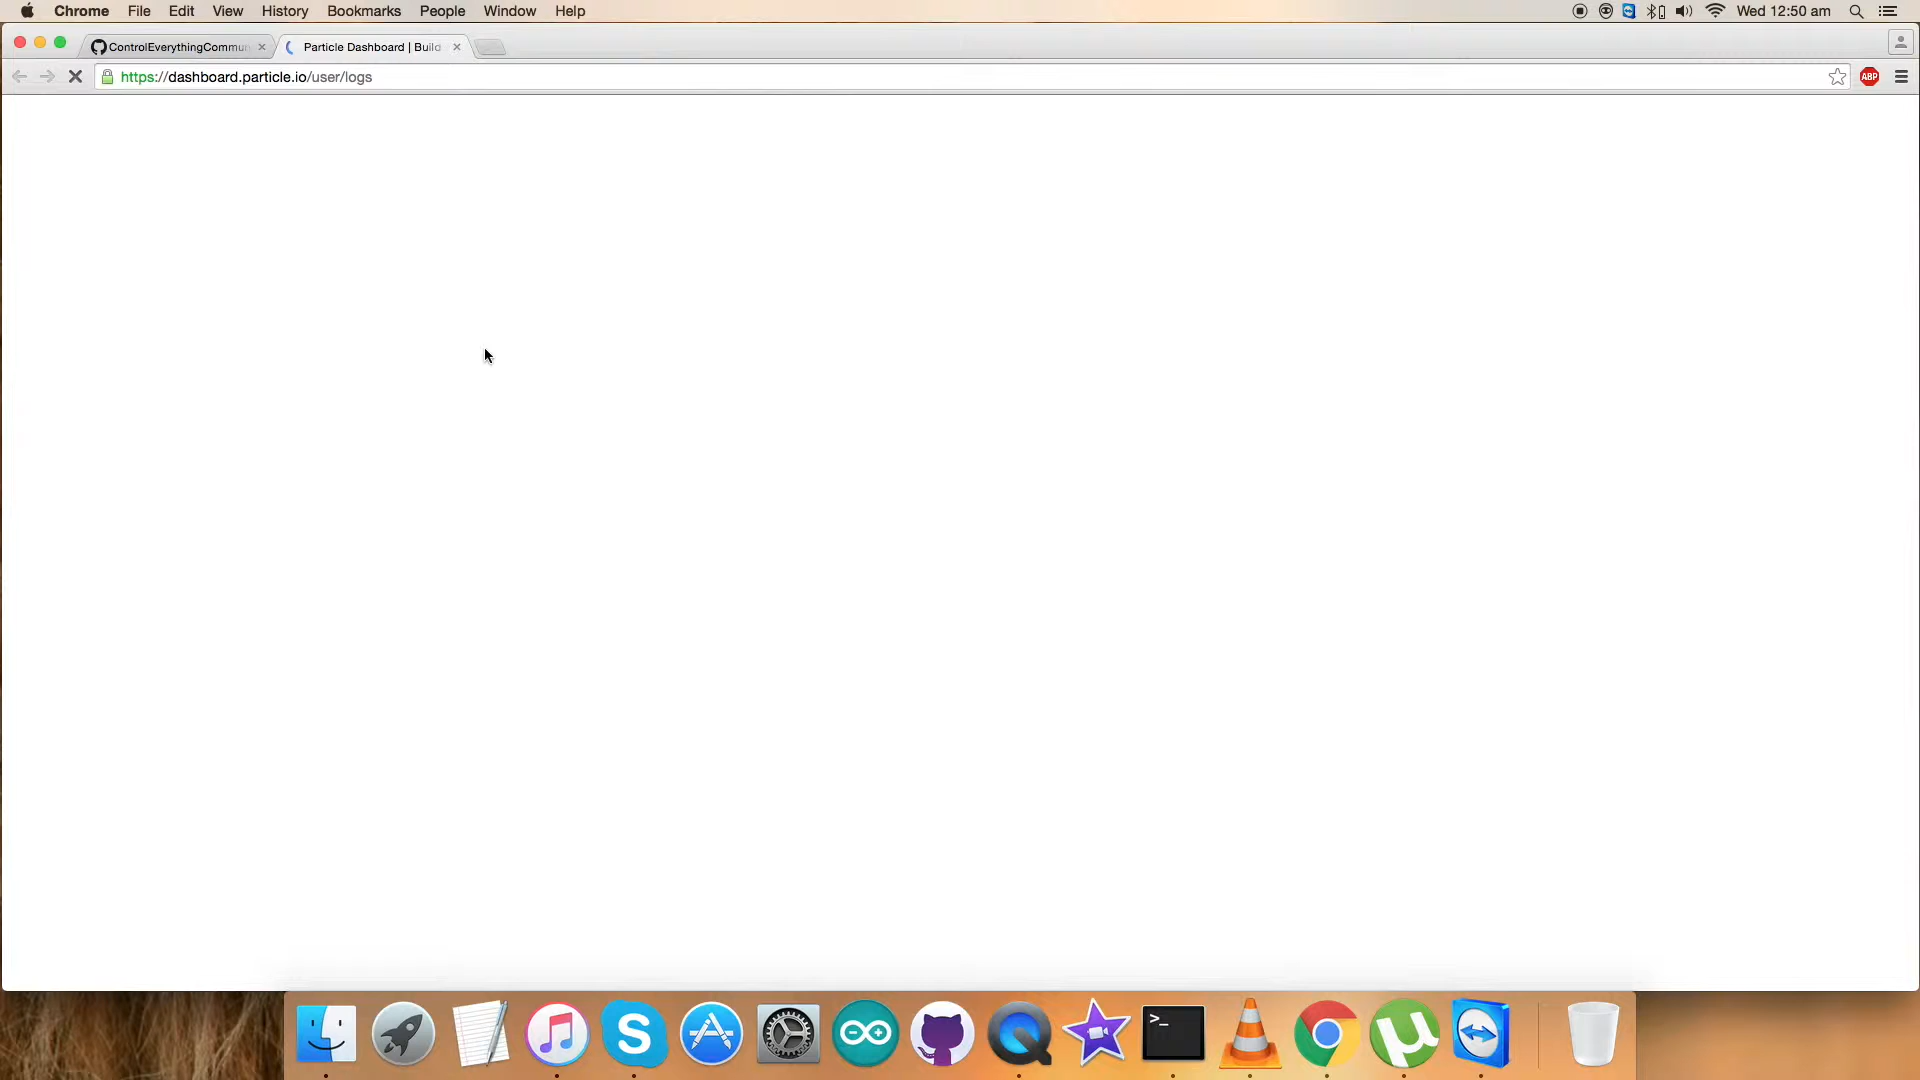 Chrome File Edit View History Bookmarks People Window Help Wed 12:50 am
ControlEverythingCommun Particle Dashboard | Build
https://dashboard.particle.io/user/logs ABP
S >_ µ